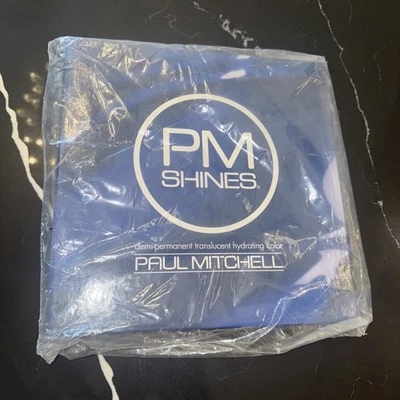 PM
SHINES®
demi-permanent translucent hydrating color
PAUL MITCHELL